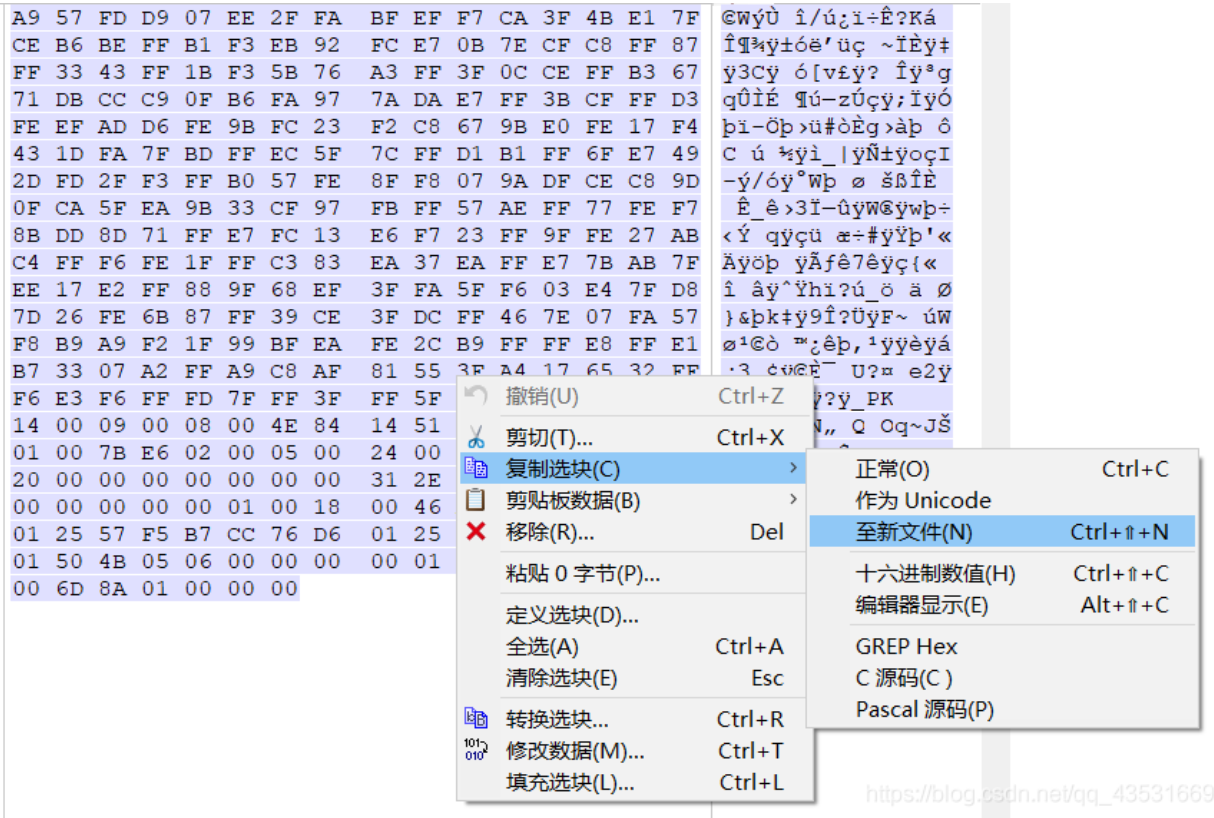 A9 57 FD D9 07 EE 2F FA BF EF F7 CA 3F 4B E1 7F ©WýÙ î/ú¿ï÷Ê?Ká
CE B6 BE FF B1 F3 EB 92 FC E7 0B 7E CF C8 FF 87 Î¶¾ÿ±óë’üç ~ÏÈÿ‡
FF 33 43 FF 1B F3 5B 76 A3 FF 3F 0C CE FF B3 67 ÿ3Cÿ ó[v£ÿ? Îÿªg
71 DB CC C9 0F B6 FA 97 7A DA E7 FF 3B CF FF D3 qÛÌÉ ¶ú—zÚçÿ;ÏÿÓ
FE EF AD D6 FE 9B FC 23 F2 C8 67 9B E0 FE 17 F4 þï-Öþ›ü#òÈg›àþ ô
43 1D FA 7F BD FF EC 5F 7C FF D1 B1 FF 6F E7 49 C ú ½ÿì_|ÿÑ±ÿoçI
2D FD 2F F3 FF B0 57 FE 8F F8 07 9A DF CE C8 9D -ý/óÿ°Wþ ø šßÎÈ
0F CA 5F EA 9B 33 CF 97 FB FF 57 AE FF 77 FE F7 Ê_ê›3Ï—ûÿW®ÿwþ÷
8B DD 8D 71 FF E7 FC 13 E6 F7 23 FF 9F FE 27 AB ‹Ý qÿçü æ÷#ÿŸþ'«
C4 FF F6 FE 1F FF C3 83 EA 37 EA FF E7 7B AB 7F Äÿöþ ÿÃƒê7êÿç{«
EE 17 E2 FF 88 9F 68 EF 3F FA 5F F6 03 E4 7F D8 î âÿˆŸhï?ú_ö ä Ø
7D 26 FE 6B 87 FF 39 CE 3F DC FF 46 7E 07 FA 57 }&þk‡ÿ9Î?ÜÿF~ úW
F8 B9 A9 F2 1F 99 BF EA FE 2C B9 FF FF E8 FF E1 ø¹©ò ™¿êþ,¹ÿÿèÿá
B7 33 07 A2 FF A9 C8 AF 81 55 3F A4 17 65 32 FF ·3 ¢ÿ©È¯ U?¤ e2ÿ
F6 E3 F6 FF FD 7F FF 3F FF 5F ÿ?ÿ_PK
14 00 09 00 08 00 4E 84 14 51 N„ Q Oq~JŠ
01 00 7B E6 02 00 05 00 24 00
20 00 00 00 00 00 00 00 31 2E
00 00 00 00 00 01 00 18 00 46
01 25 57 F5 B7 CC 76 D6 01 25
01 50 4B 05 06 00 00 00 00 01
00 6D 8A 01 00 00 00
撤销(U) Ctrl+Z
剪切(T)... Ctrl+X
复制选块(C) >
剪贴板数据(B) >
移除(R)... Del
粘贴 0 字节(P)...
定义选块(D)...
全选(A) Ctrl+A
清除选块(E) Esc
转换选块... Ctrl+R
修改数据(M)... Ctrl+T
填充选块(L)... Ctrl+L
正常(O) Ctrl+C
作为 Unicode
至新文件(N) Ctrl+⇧+N
十六进制数值(H) Ctrl+⇧+C
编辑器显示(E) Alt+⇧+C
GREP Hex
C 源码(C )
Pascal 源码(P)
https://blog.csdn.net/qq_43531669